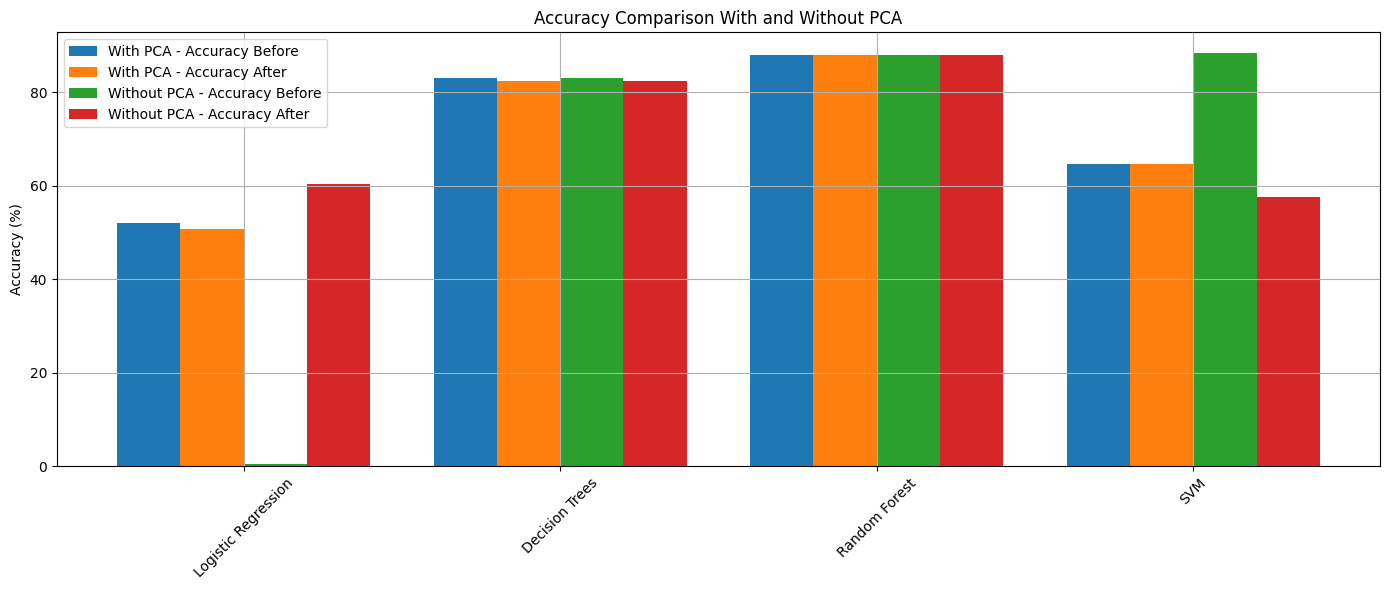 Accuracy Comparison With and Without PCA
With PCA - Accuracy Before
With PCA - Accuracy After
Without PCA - Accuracy Before
Without PCA - Accuracy After
Accuracy (%)
80
60
40
20
0
Logistic Regression
Decision Trees
Random Forest
SVM